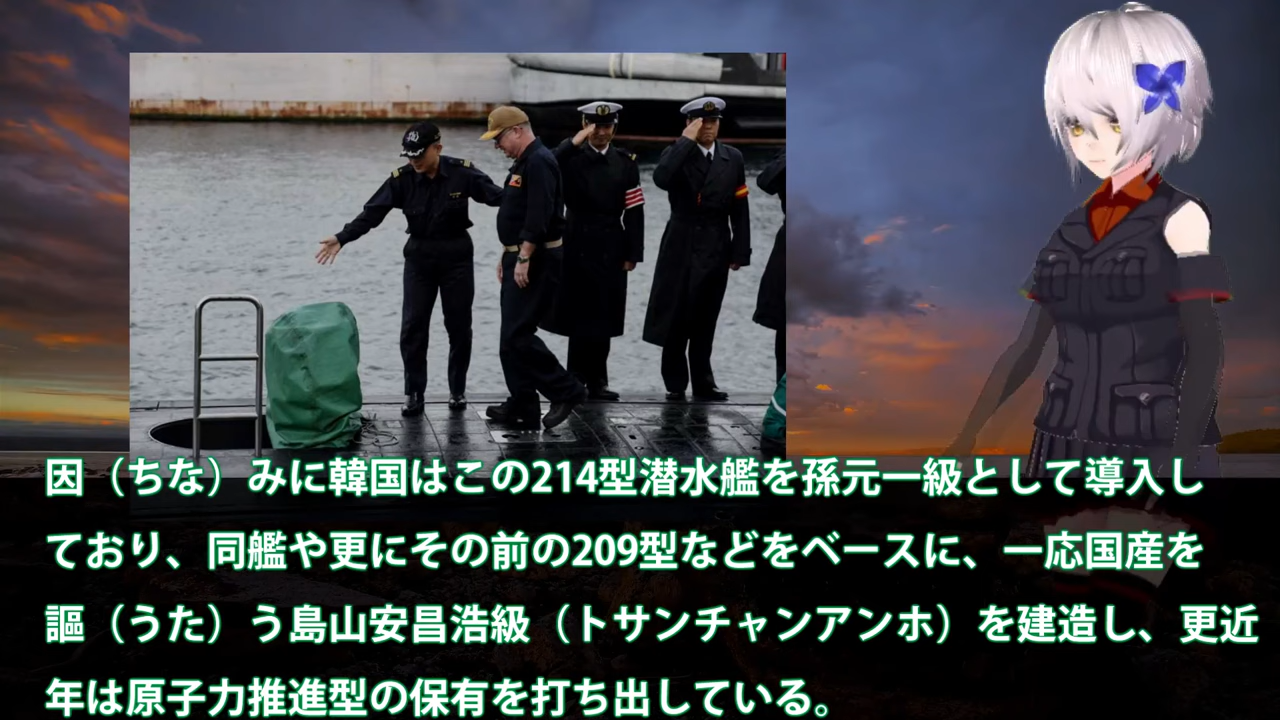 因（ちな）みに韓国はこの214型潜水艦を孫元一級として導入し
ており、同艦や更にその前の209型などをベースに、一応国産を
謳（うた）う島山安昌浩級（トサンチャンアンホ）を建造し、更近
年は原子力推進型の保有を打ち出している。